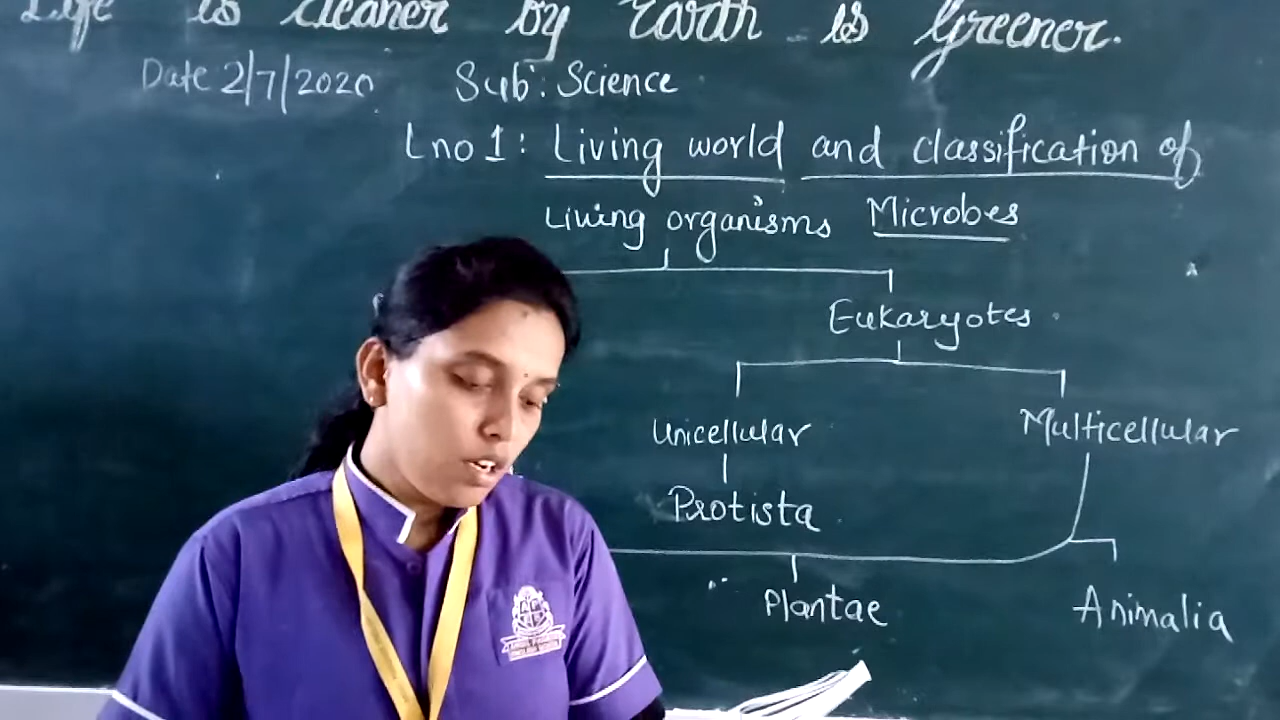 Life is cleaner by Earth is Greener.
Date 2/7/2020 Sub: Science
Lno 1: Living world and classification of
Living organisms Microbes
Eukaryotes
Unicellular Multicellular
Protista
Plantae Animalia